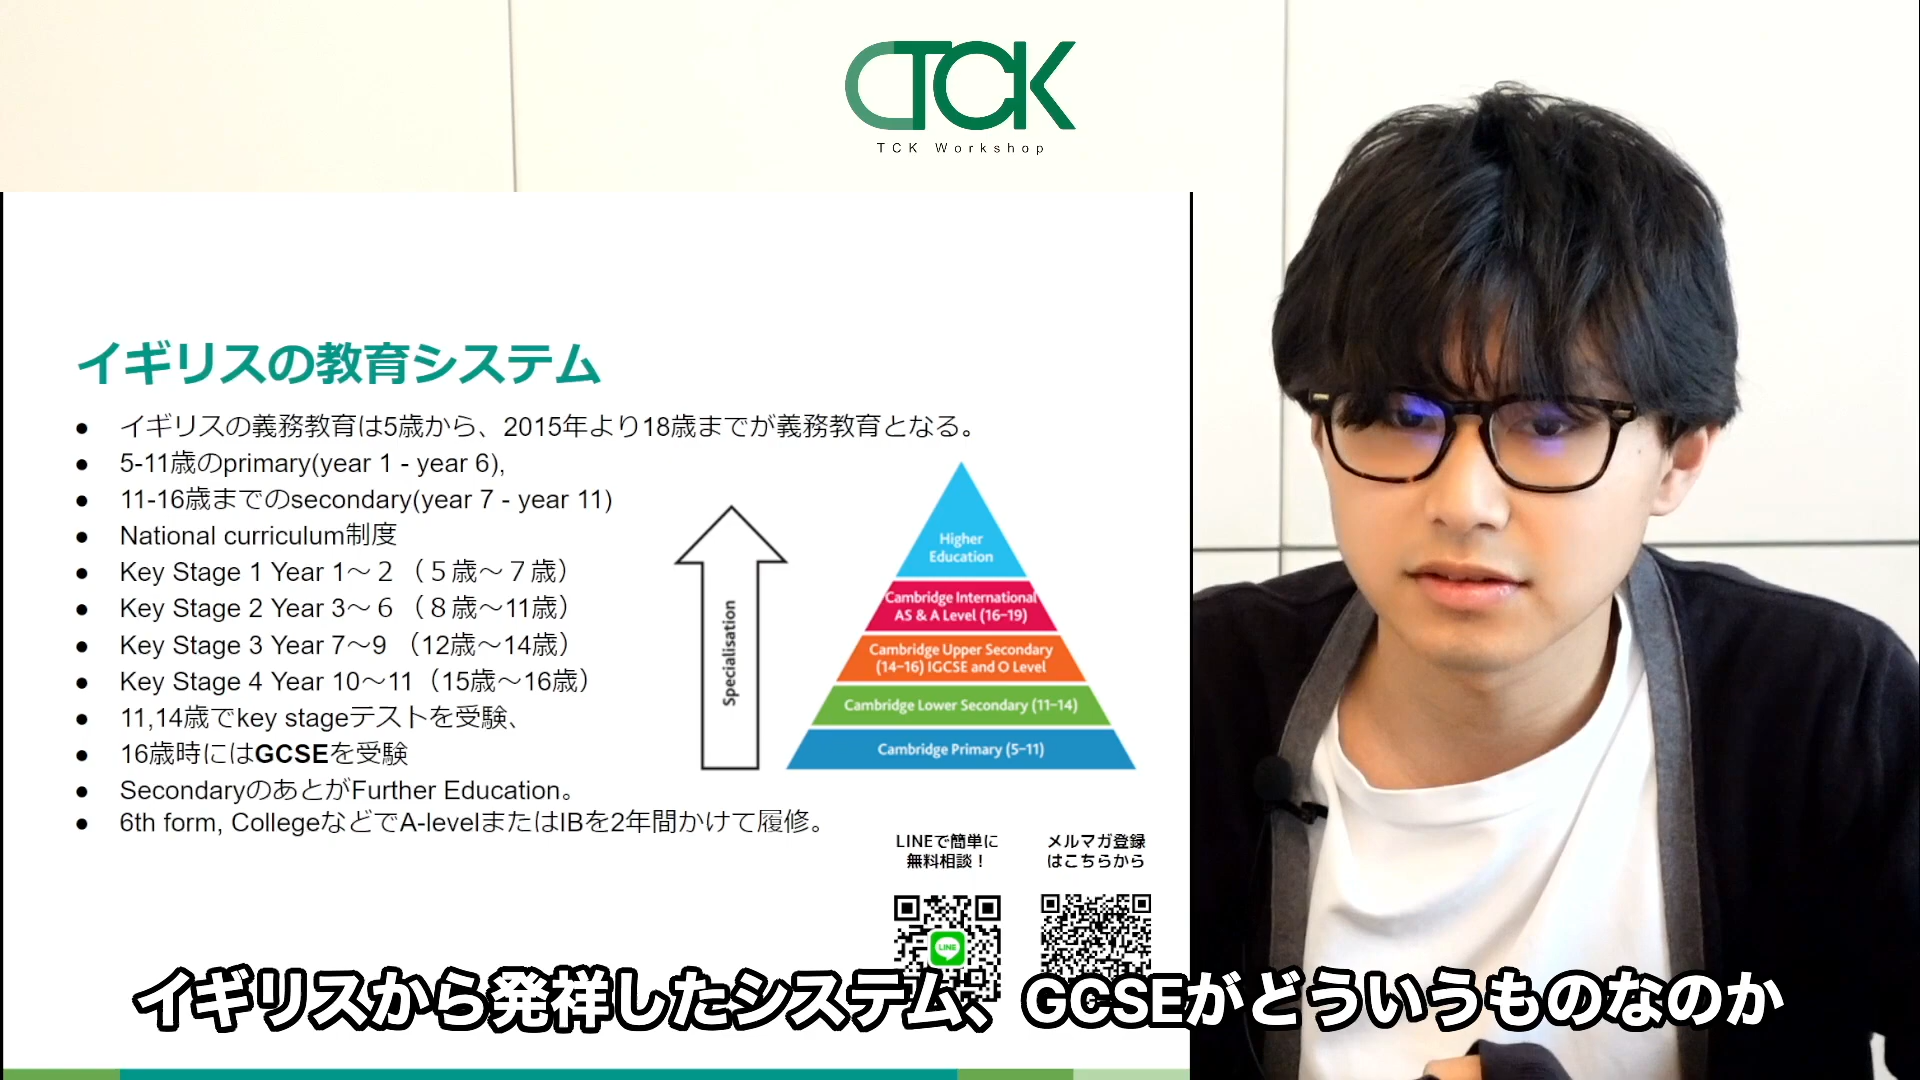 TCK
TCK Workshop
イギリスの教育システム
● イギリスの義務教育は5歳から、2015年より18歳までが義務教育となる。
● 5-11歳のprimary(year 1 - year 6),
● 11-16歳までのsecondary(year 7 - year 11)
● National curriculum制度
● Key Stage 1 Year 1～２（５歳～７歳）
● Key Stage 2 Year 3～６（８歳～11歳）
● Key Stage 3 Year 7～9 （12歳～14歳）
● Key Stage 4 Year 10～11（15歳～16歳）
● 11,14歳でkey stageテストを受験、
● 16歳時にはGCSEを受験
● SecondaryのあとがFurther Education。
● 6th form, CollegeなどでA-levelまたはIBを2年間かけて履修。
Specialisation
Higher
Education
Cambridge International
AS & A Level (16–19)
Cambridge Upper Secondary
(14–16) IGCSE and O Level
Cambridge Lower Secondary (11–14)
Cambridge Primary (5–11)
LINEで簡単に
無料相談！
メルマガ登録
はこちらから
LINE
イギリスから発祥したシステム、GCSEがどういうものなのか